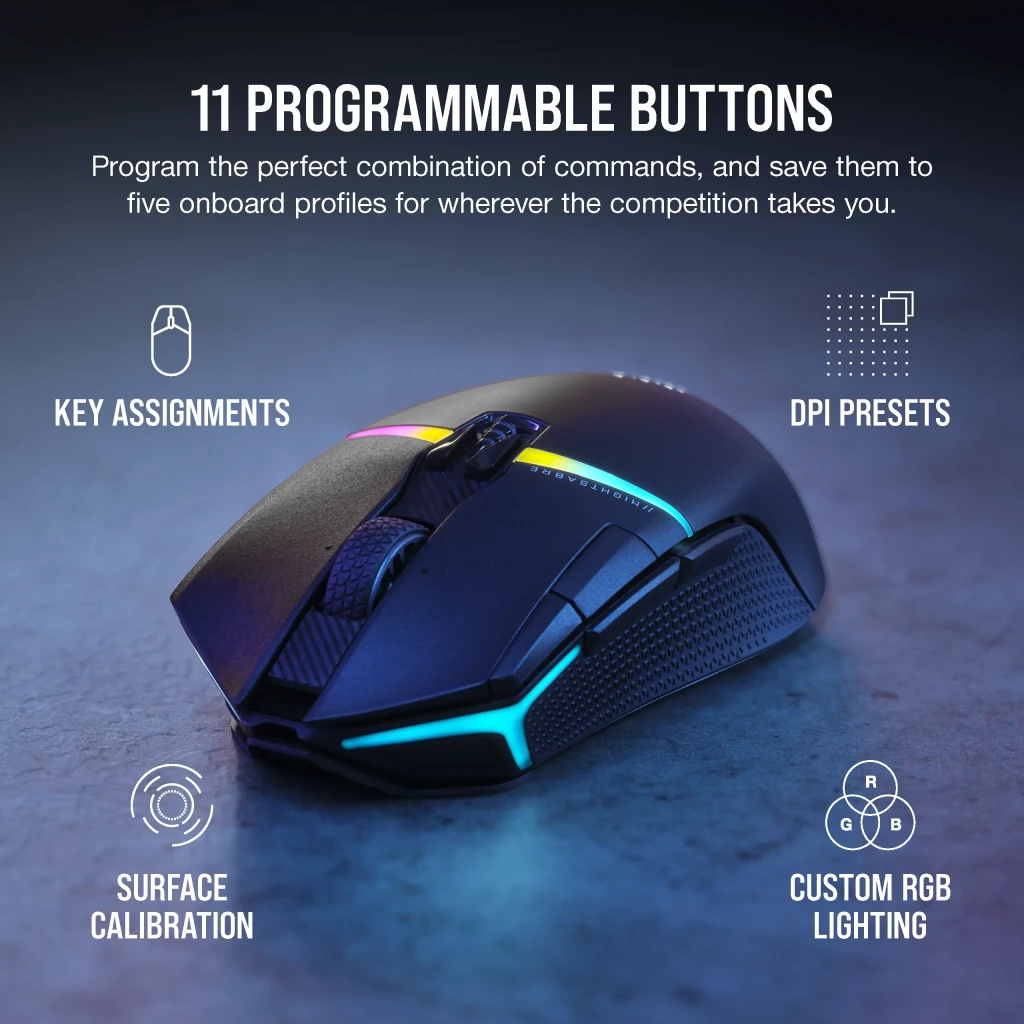 11 PROGRAMMABLE BUTTONS
Program the perfect combination of commands, and save them to
five onboard profiles for wherever the competition takes you.
KEY ASSIGNMENTS
DPI PRESETS
//NIGHTSABRE
SURFACE
CALIBRATION
R
G B
CUSTOM RGB
LIGHTING